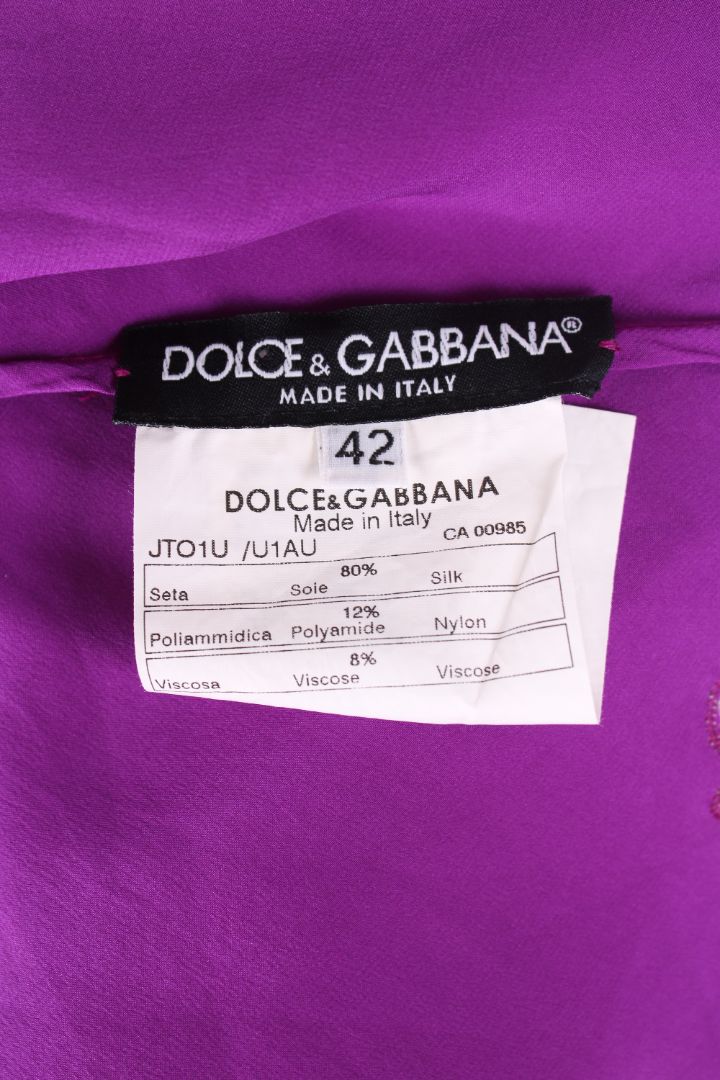 DOLCE & GABBANA®
MADE IN ITALY
42
DOLCE&GABBANA
Made in Italy
JTO1U /U1AU CA 00985
80%
Seta Soie Silk
12%
Poliammidica Polyamide Nylon
8%
Viscosa Viscose Viscose